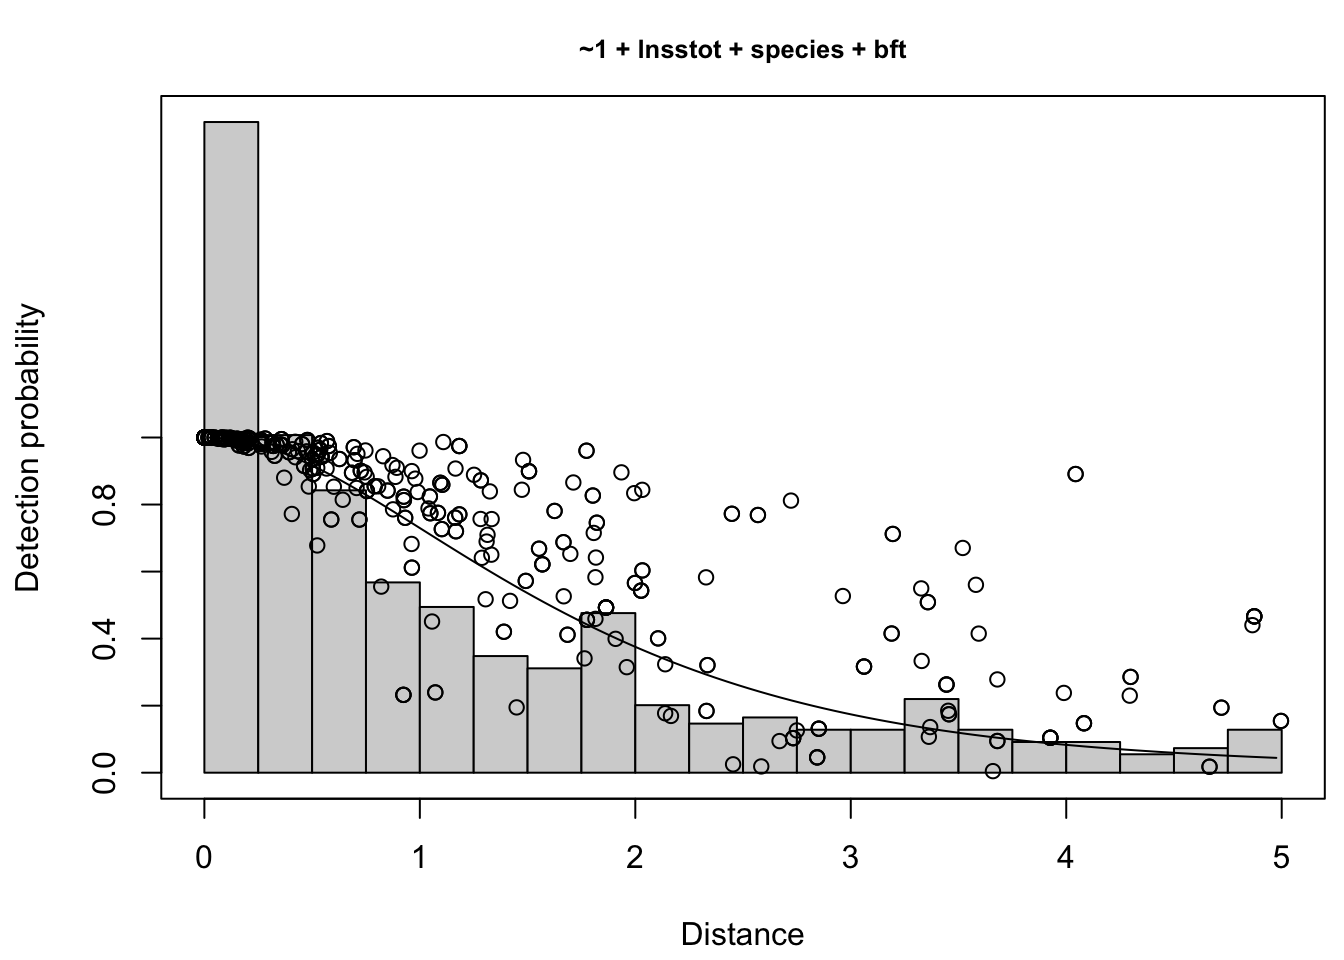 ~1 + lnsstot + species + bft
Detection probability
0.8
0.4
0.0
0 1 2 3 4 5
Distance